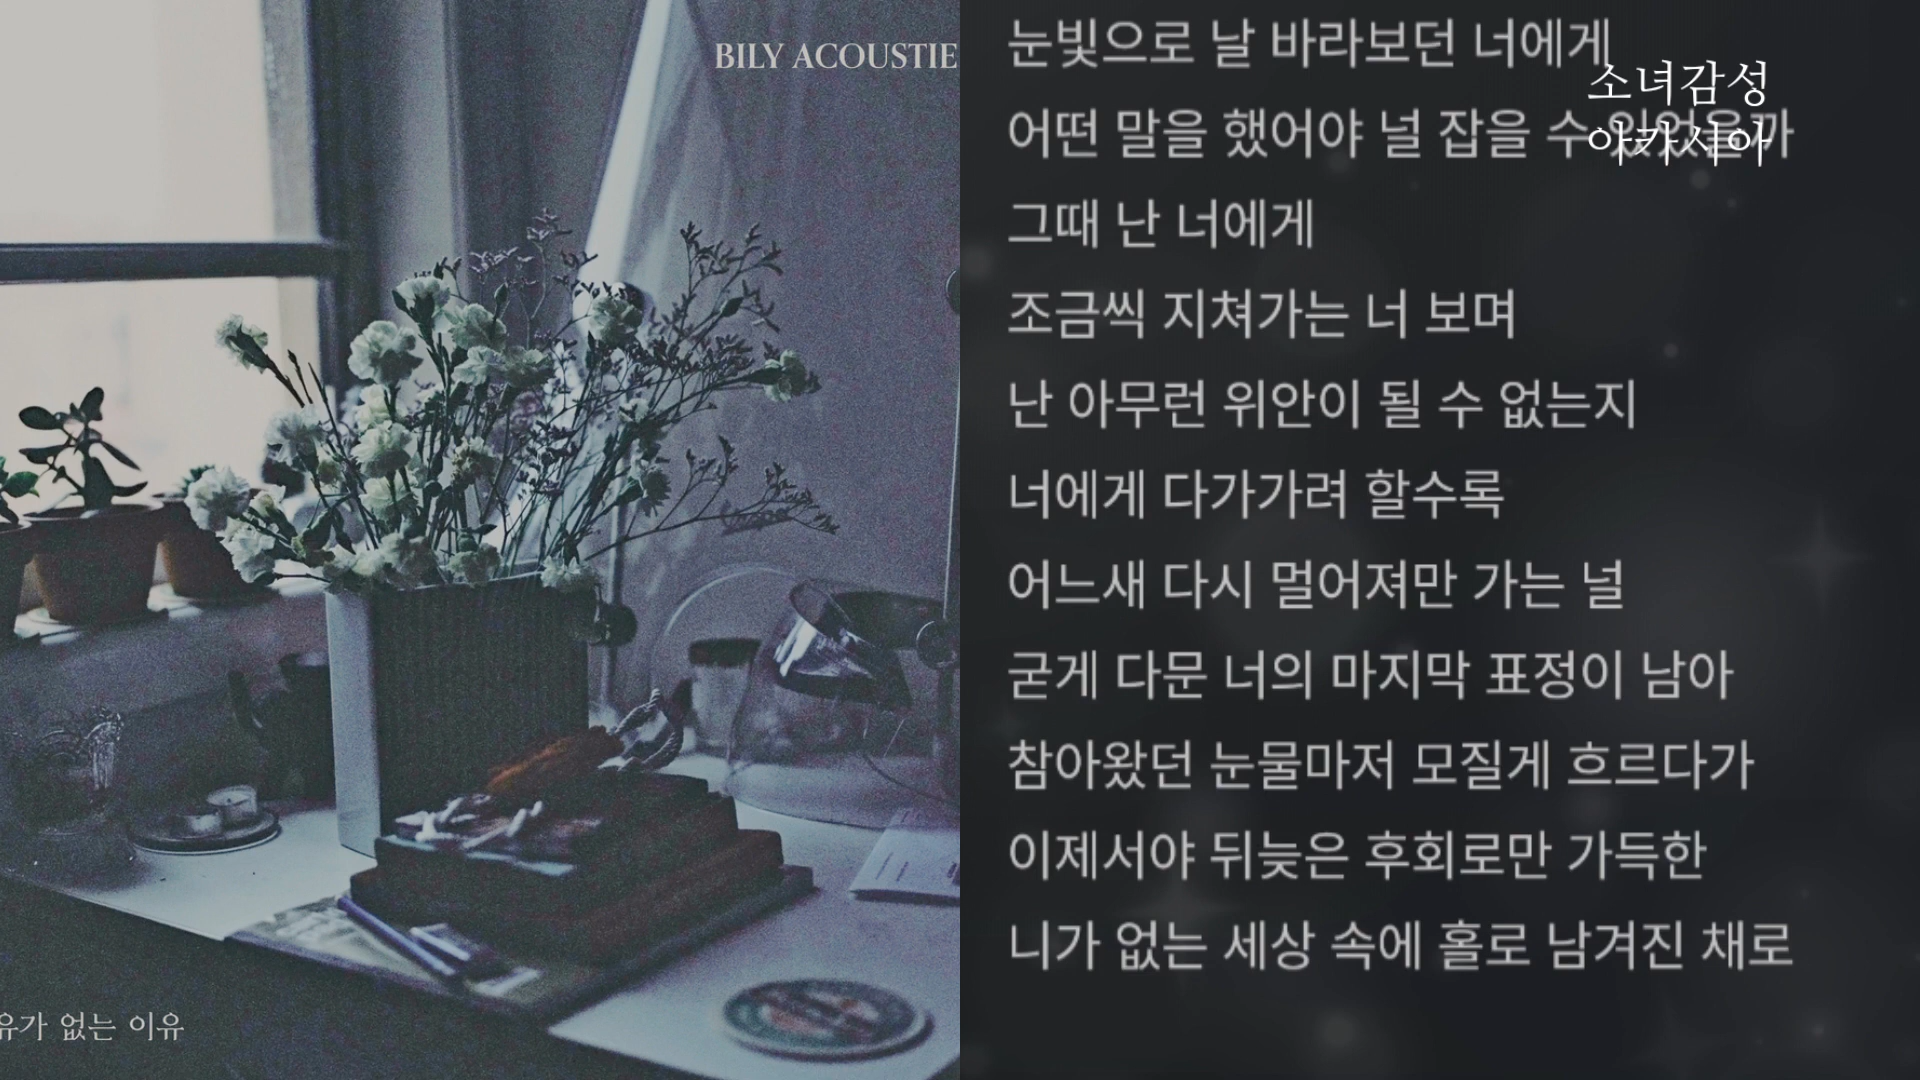 BILY ACOUSTIE
유가 없는 이유
눈빛으로 날 바라보던 너에게
소녀감성
어떤 말을 했어야 널 잡을 수 있었을까
아카시아
그때 난 너에게
조금씩 지쳐가는 너 보며
난 아무런 위안이 될 수 없는지
너에게 다가가려 할수록
어느새 다시 멀어져만 가는 널
굳게 다문 너의 마지막 표정이 남아
참아왔던 눈물마저 모질게 흐르다가
이제서야 뒤늦은 후회로만 가득한
니가 없는 세상 속에 홀로 남겨진 채로